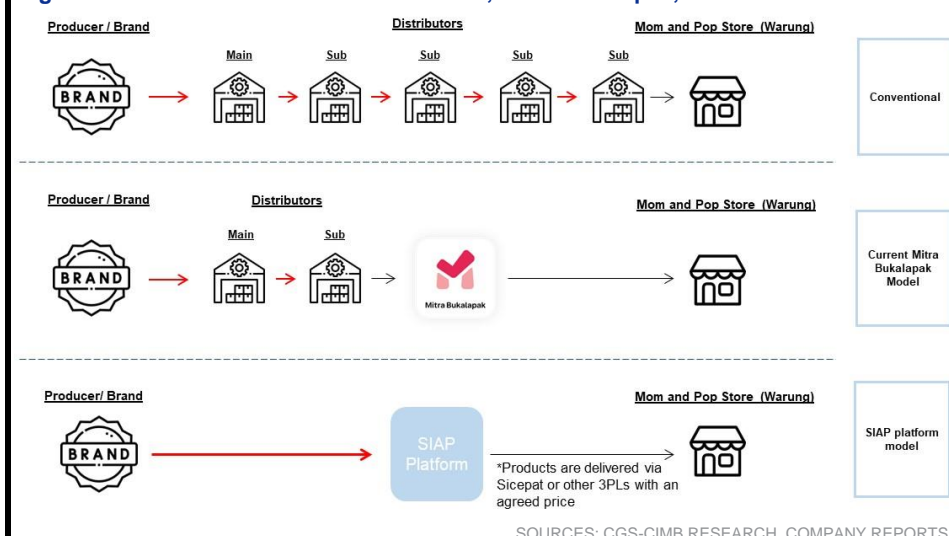 Producer / Brand
Distributors
Mom and Pop Store (Warung)
Main
Sub
Sub
Sub
Sub
BRAND
Conventional
Producer / Brand
Distributors
Mom and Pop Store (Warung)
Main
Sub
BRAND
Mitra Bukalapak
Current Mitra
Bukalapak
Model
Producer/ Brand
Mom and Pop Store (Warung)
BRAND
SIAP
Platform
*Products are delivered via
Sicepat or other 3PLs with an
agreed price
SIAP platform
model
SOURCES: CGS-CIMB RESEARCH, COMPANY REPORTS